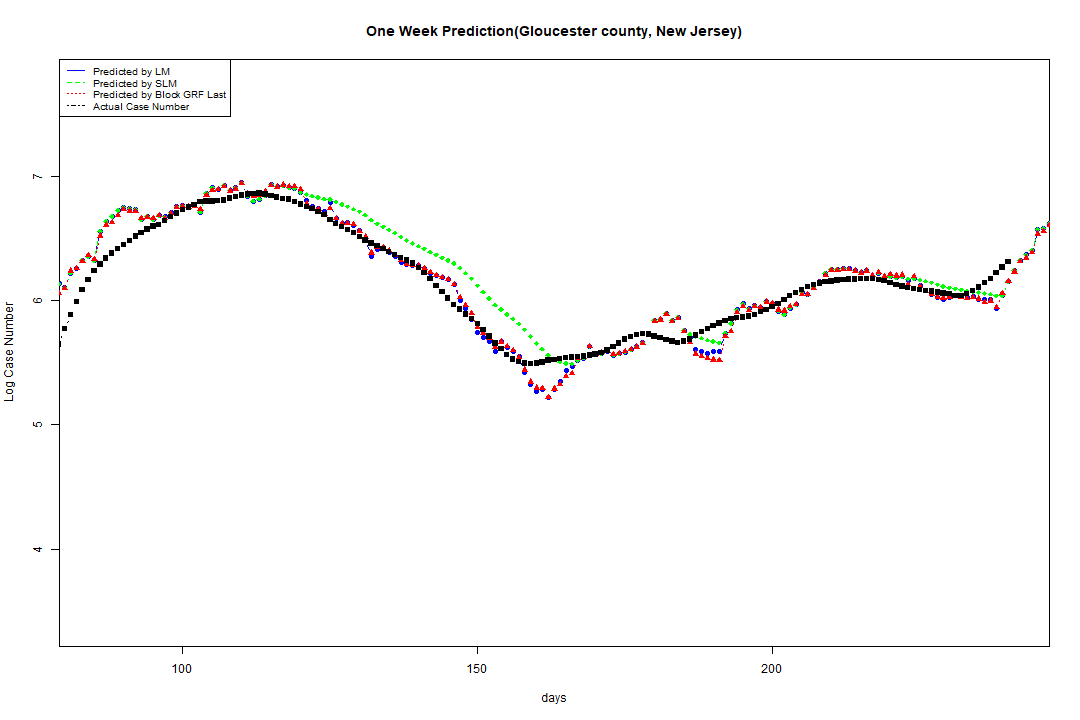 One Week Prediction(Gloucester county, New Jersey)
Predicted by LM
Predicted by SLM
Predicted by Block GRF Last
Actual Case Number
7
6
5
4
Log Case Number
100 150 200
days